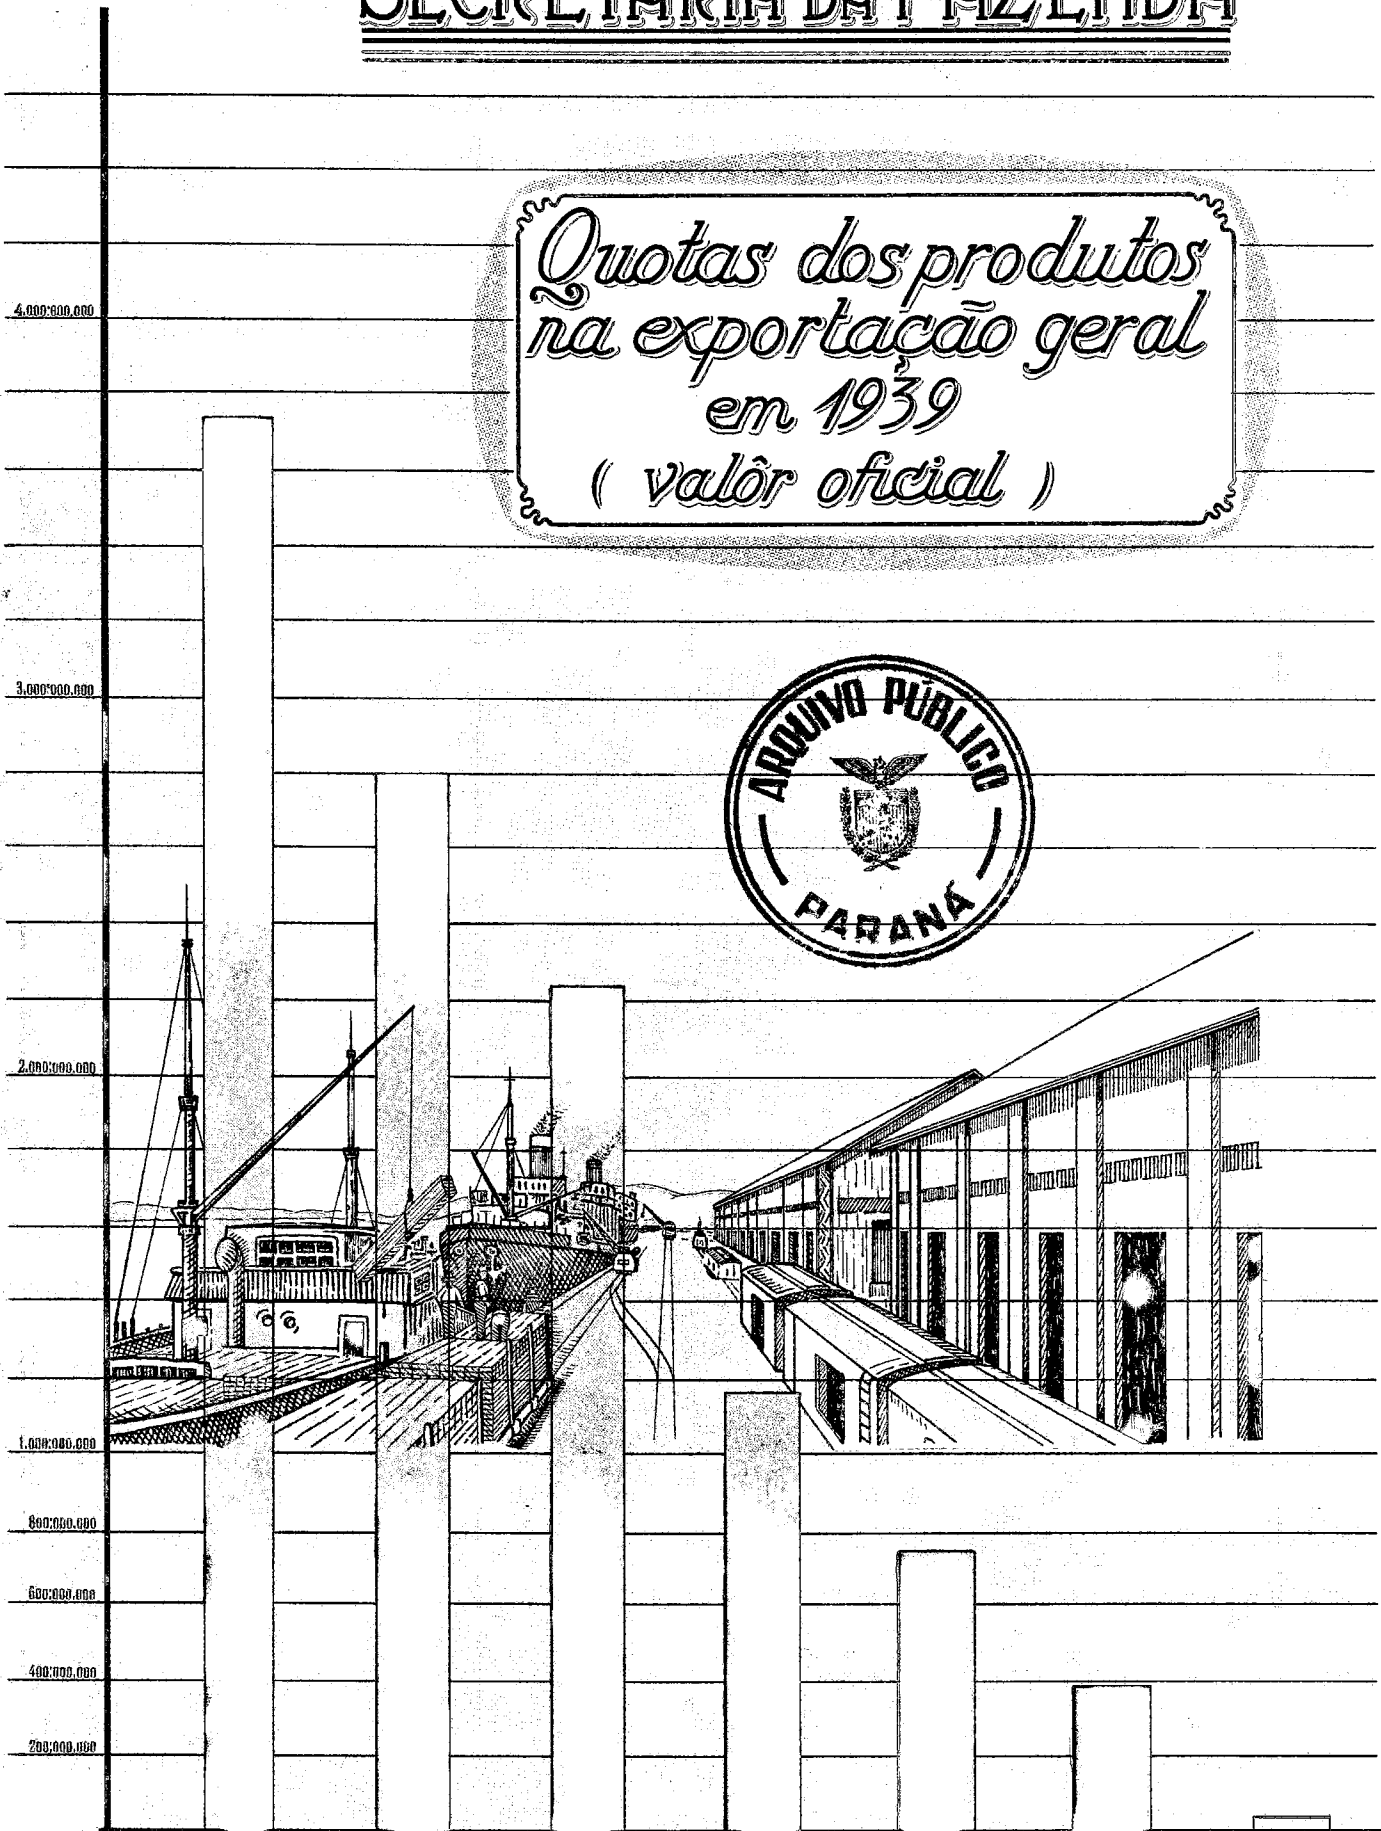 SECRETARIA DA FAZENDA
Quotas dos produtos
na exportação geral
em 1939
( valôr oficial )
4.000:000.000
3.000:000.000
ARQUIVO PÚBLICO
PARANÁ
2.000:000.000
1.000:000.000
800:000.000
600:000.000
400:000.000
200:000.000